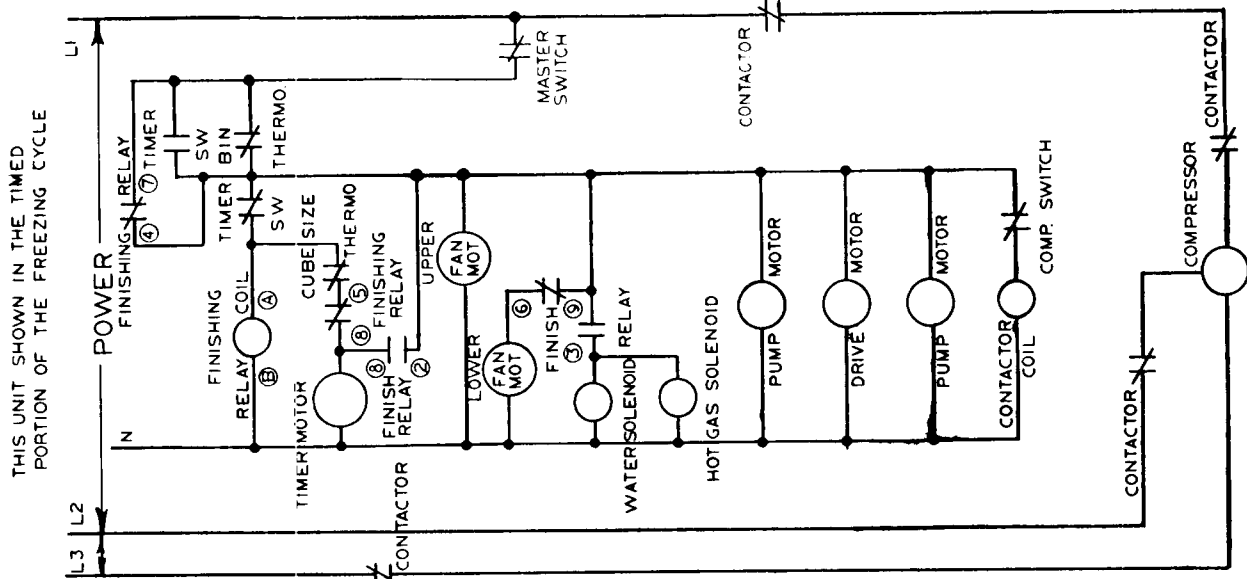 THIS UNIT SHOWN IN THE TIMED
PORTION OF THE FREEZING CYCLE
L1
POWER
L2
L3
N
FINISHING RELAY
④ ⑦
TIMER
SW
BIN
THERMO.
MASTER
SWITCH
CONTACTOR
CONTACTOR
TIMER
SW
FINISHING
RELAY COIL
Ⓑ Ⓐ
CUBE SIZE
THERMO
⑧ ⑤
FINISHING
RELAY
TIMER MOTOR
⑧ ②
FINISH
RELAY
UPPER
FAN
MOT
LOWER
FAN
MOT
⑥ ⑨
FINISH
RELAY
③
WATER SOLENOID
HOT GAS SOLENOID
PUMP MOTOR
DRIVE MOTOR
PUMP MOTOR
CONTACTOR
COIL
COMP. SWITCH
CONTACTOR
COMPRESSOR
CONTACTOR